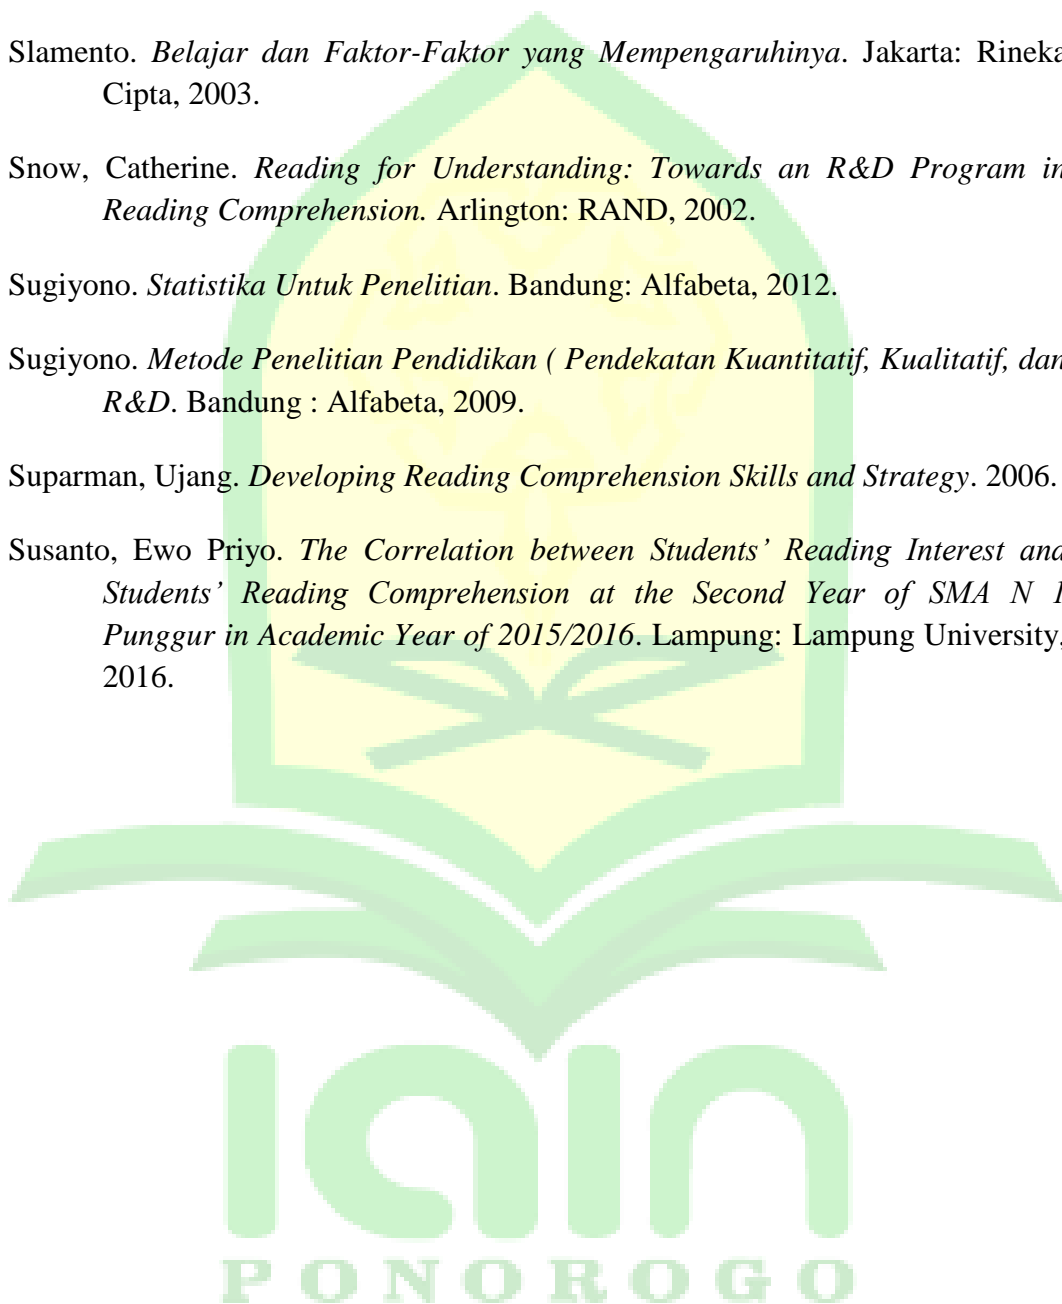 Slamento. Belajar dan Faktor-Faktor yang Mempengaruhinya. Jakarta: Rineka
Cipta, 2003.
Snow, Catherine. Reading for Understanding: Towards an R&D Program in
Reading Comprehension. Arlington: RAND, 2002.
Sugiyono. Statistika Untuk Penelitian. Bandung: Alfabeta, 2012.
Sugiyono. Metode Penelitian Pendidikan ( Pendekatan Kuantitatif, Kualitatif, dan
R&D. Bandung : Alfabeta, 2009.
Suparman, Ujang. Developing Reading Comprehension Skills and Strategy. 2006.
Susanto, Ewo Priyo. The Correlation between Students’ Reading Interest and
Students’ Reading Comprehension at the Second Year of SMA N 1
Punggur in Academic Year of 2015/2016. Lampung: Lampung University,
2016.
iain
PONOROGO